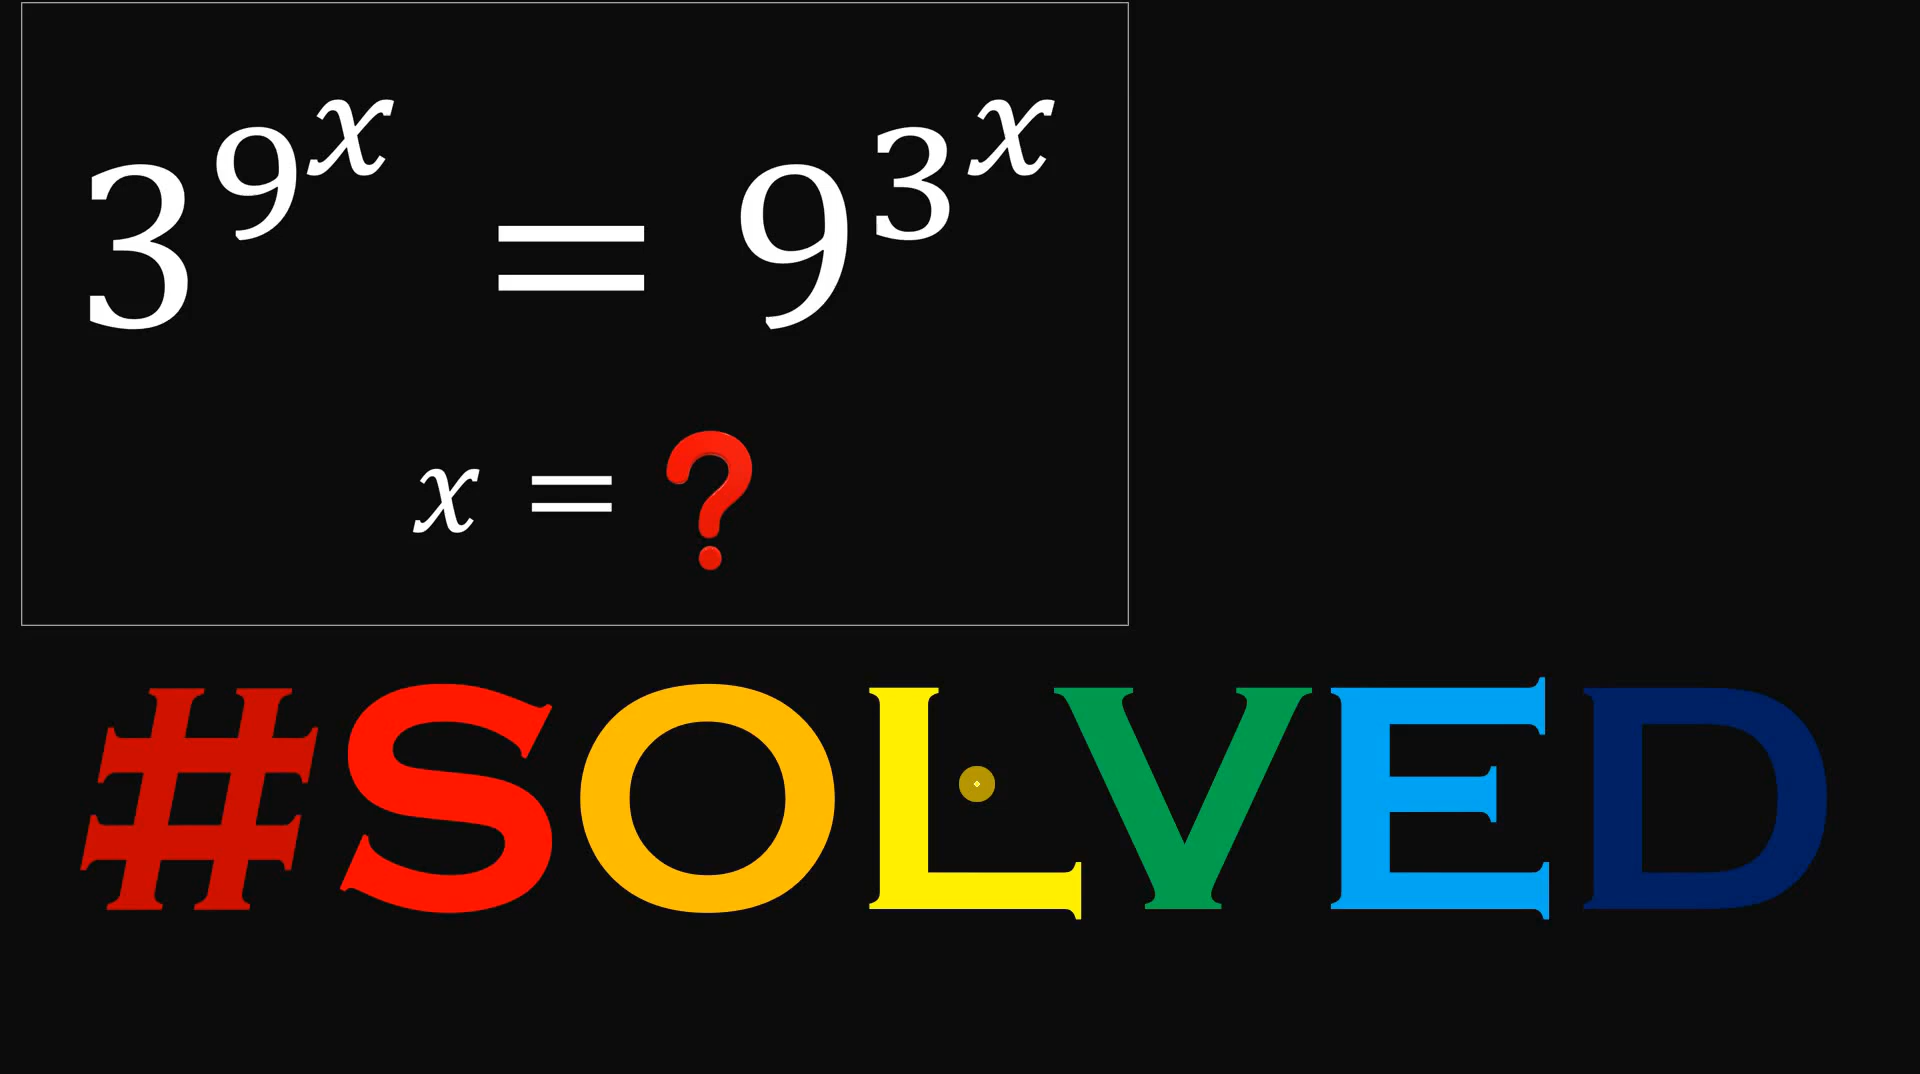 3^{9^x} = 9^{3^x}
x = ❓
#SOLVED